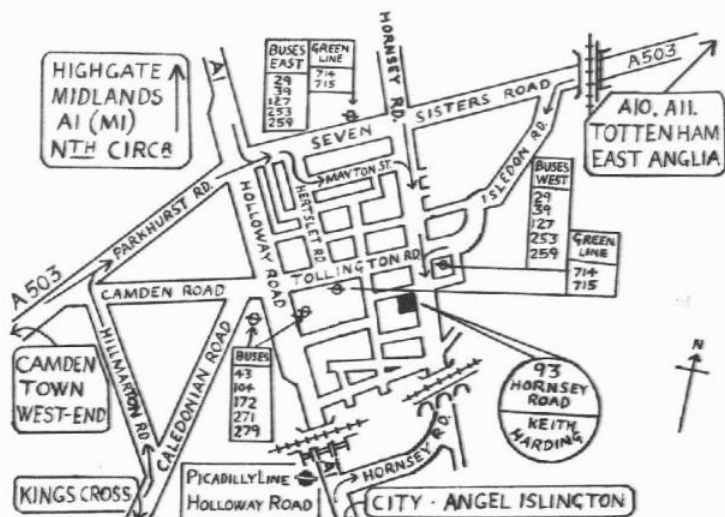 HIGHGATE
MIDLANDS
A1 (M1)
NTH CIRCR
A1
BUSES
EAST
29
39
127
253
259
GREEN
LINE
714
715
HORNSEY RD.
A503
A10. A11.
TOTTENHAM
EAST ANGLIA
SEVEN SISTERS ROAD
MAYTON ST.
ISLEDON RD.
BUSES
WEST
29
39
127
253
259
GREEN
LINE
714
715
PARKHURST RD.
HERTSLET RD.
HOLLOWAY ROAD
TOLLINGTON RD.
A503
CAMDEN ROAD
CAMDEN
TOWN
WEST-END
HILLMARTON RD
CALEDONIAN ROAD
BUSES
43
104
172
271
279
93
HORNSEY
ROAD
KEITH
HARDING
N
KINGS CROSS
PICADILLY LINE
HOLLOWAY ROAD
A1
HORNSEY RD.
CITY - ANGEL ISLINGTON